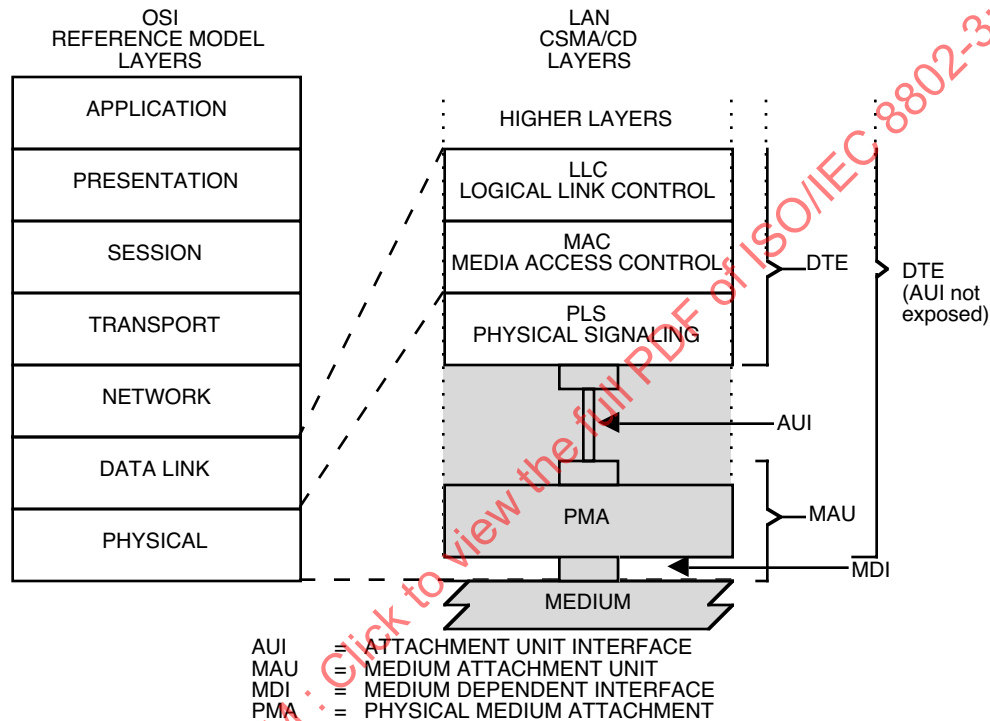 OSI
REFERENCE MODEL
LAYERS
APPLICATION
PRESENTATION
SESSION
TRANSPORT
NETWORK
DATA LINK
PHYSICAL
LAN
CSMA/CD
LAYERS
HIGHER LAYERS
LLC
LOGICAL LINK CONTROL
MAC
MEDIA ACCESS CONTROL
PLS
PHYSICAL SIGNALING
PMA
MEDIUM
DTE
DTE
(AUI not
exposed)
AUI
MAU
MDI
AUI = ATTACHMENT UNIT INTERFACE
MAU = MEDIUM ATTACHMENT UNIT
MDI = MEDIUM DEPENDENT INTERFACE
PMA = PHYSICAL MEDIUM ATTACHMENT
: Click to view the full PDF of ISO/IEC 8802-3